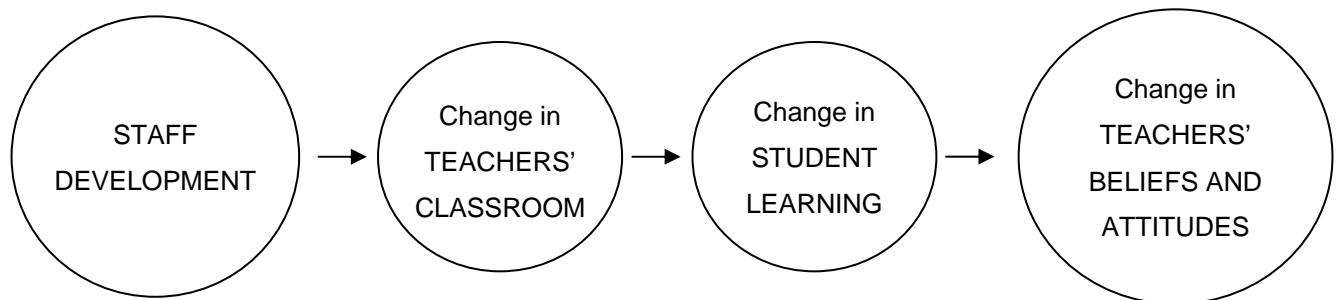 STAFF
DEVELOPMENT
Change in
TEACHERS’
CLASSROOM
Change in
STUDENT
LEARNING
Change in
TEACHERS’
BELIEFS AND
ATTITUDES